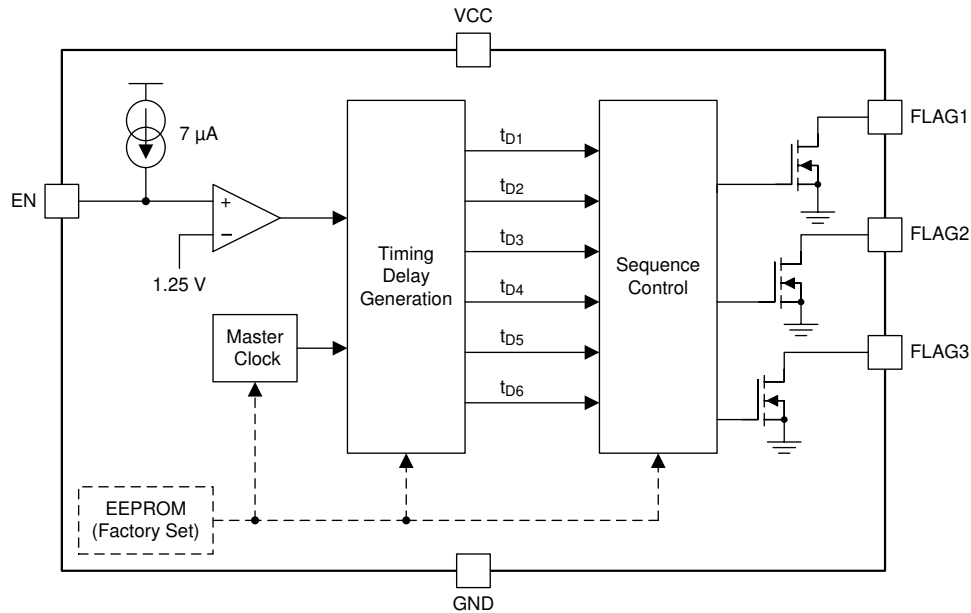 VCC
7 µA
EN
+
−
1.25 V
Master
Clock
EEPROM
(Factory Set)
Timing
Delay
Generation
tD1
tD2
tD3
tD4
tD5
tD6
Sequence
Control
FLAG1
FLAG2
FLAG3
GND